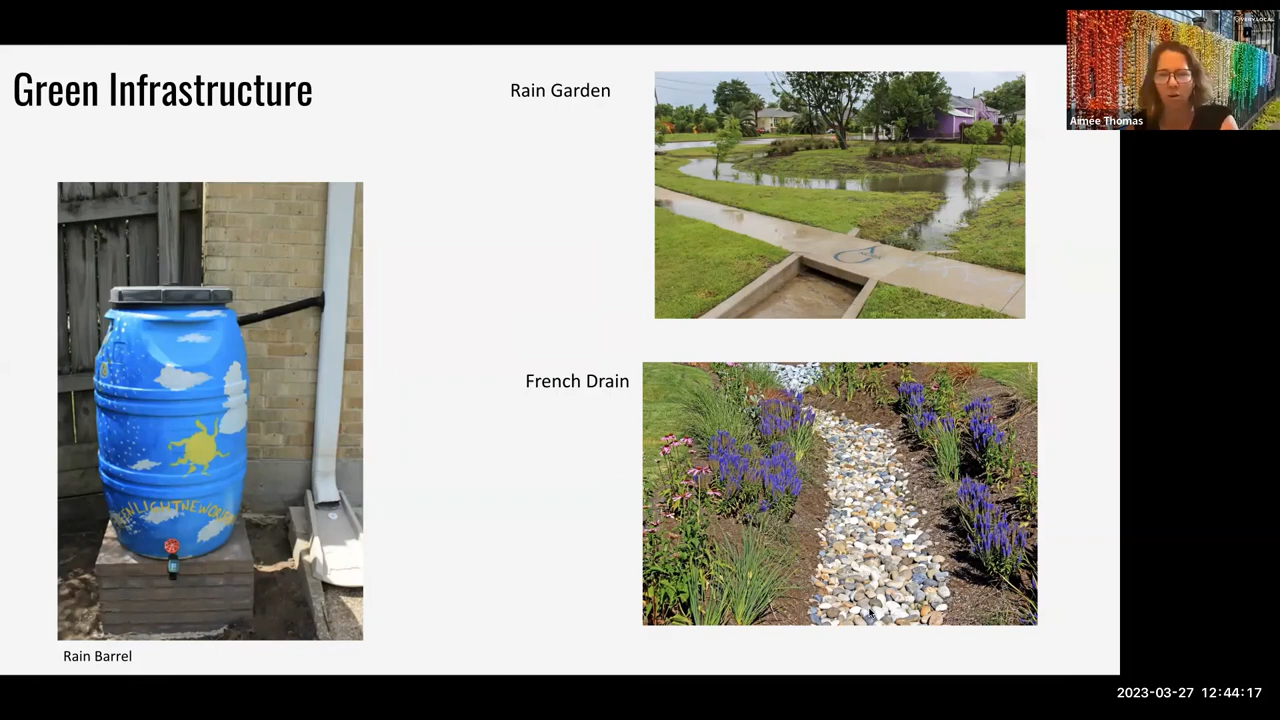 Green Infrastructure
Rain Garden
Aimée Thomas
French Drain
Rain Barrel
2023-03-27 12:44:17